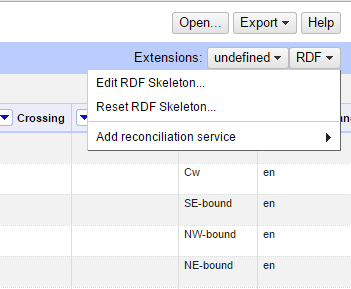 Open... Export Help
Extensions: undefined RDF
Edit RDF Skeleton...
Reset RDF Skeleton...
Add reconciliation service
Crossing
Cw en
SE-bound en
NW-bound en
NE-bound en